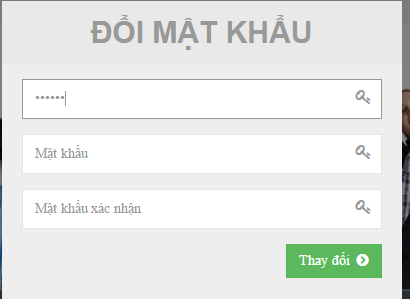 ĐỔI MẬT KHẨU
••••••
Mật khẩu
Mật khẩu xác nhận
Thay đổi